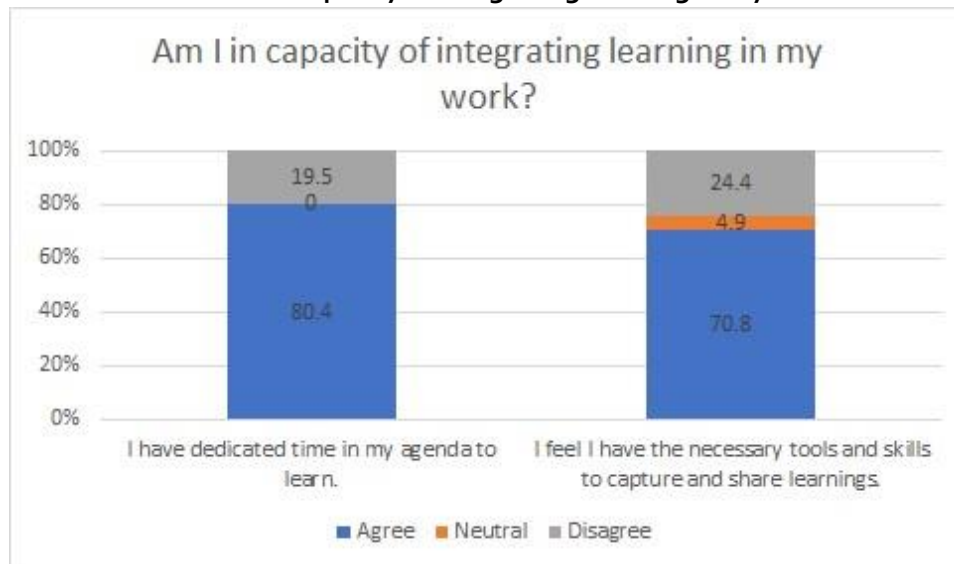 Am I in capacity of integrating learning in my
work?
100%
80%
60%
40%
20%
0%
19.5
0
80.4
24.4
4.9
70.8
I have dedicated time in my agenda to
learn.
I feel I have the necessary tools and skills
to capture and share learnings.
Agree Neutral Disagree